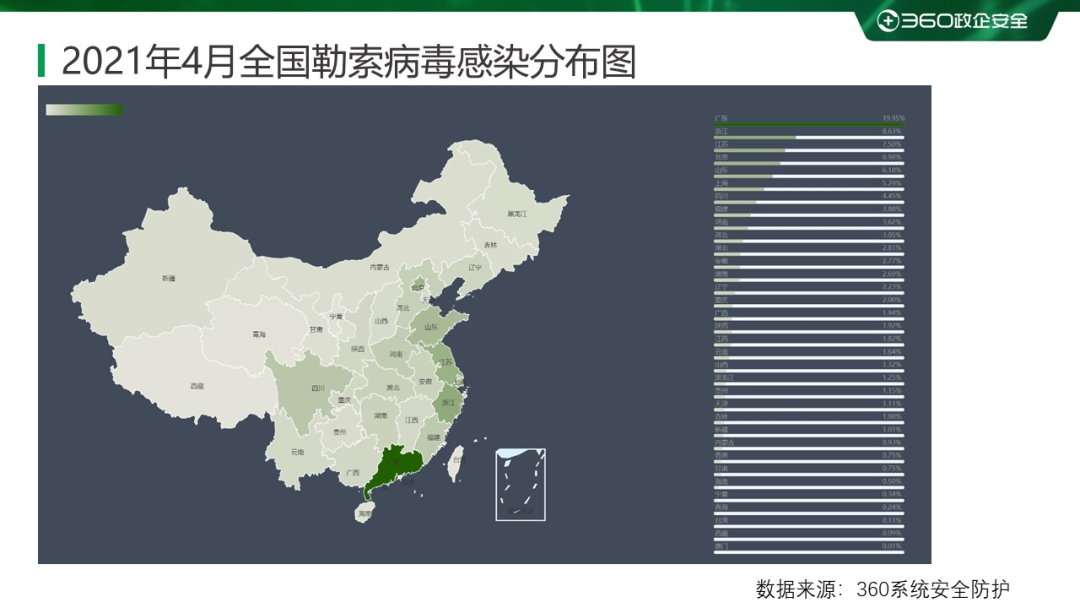 360政企安全
2021年4月全国勒索病毒感染分布图
广东 19.95%
浙江 8.63%
江苏 7.50%
北京 6.98%
山东 6.18%
上海 5.29%
四川 4.45%
福建 3.88%
河南 3.62%
河北 3.05%
湖北 2.81%
安徽 2.77%
湖南 2.69%
辽宁 2.23%
重庆 2.00%
广西 1.94%
陕西 1.92%
江西 1.82%
云南 1.64%
山西 1.32%
黑龙江 1.25%
贵州 1.15%
天津 1.11%
吉林 1.08%
新疆 1.01%
内蒙古 0.93%
香港 0.75%
甘肃 0.75%
海南 0.50%
宁夏 0.34%
青海 0.24%
台湾 0.11%
西藏 0.09%
澳门 0.01%
黑龙江
吉林
辽宁
内蒙古
新疆
北京
天
河北
宁夏
山西
山东
甘肃
青海
陕西
河南
江苏
西藏
四川
湖北
安徽
重庆
浙江
湖南
江西
贵州
福建
云南
广西
台
海南
数据来源：360系统安全防护